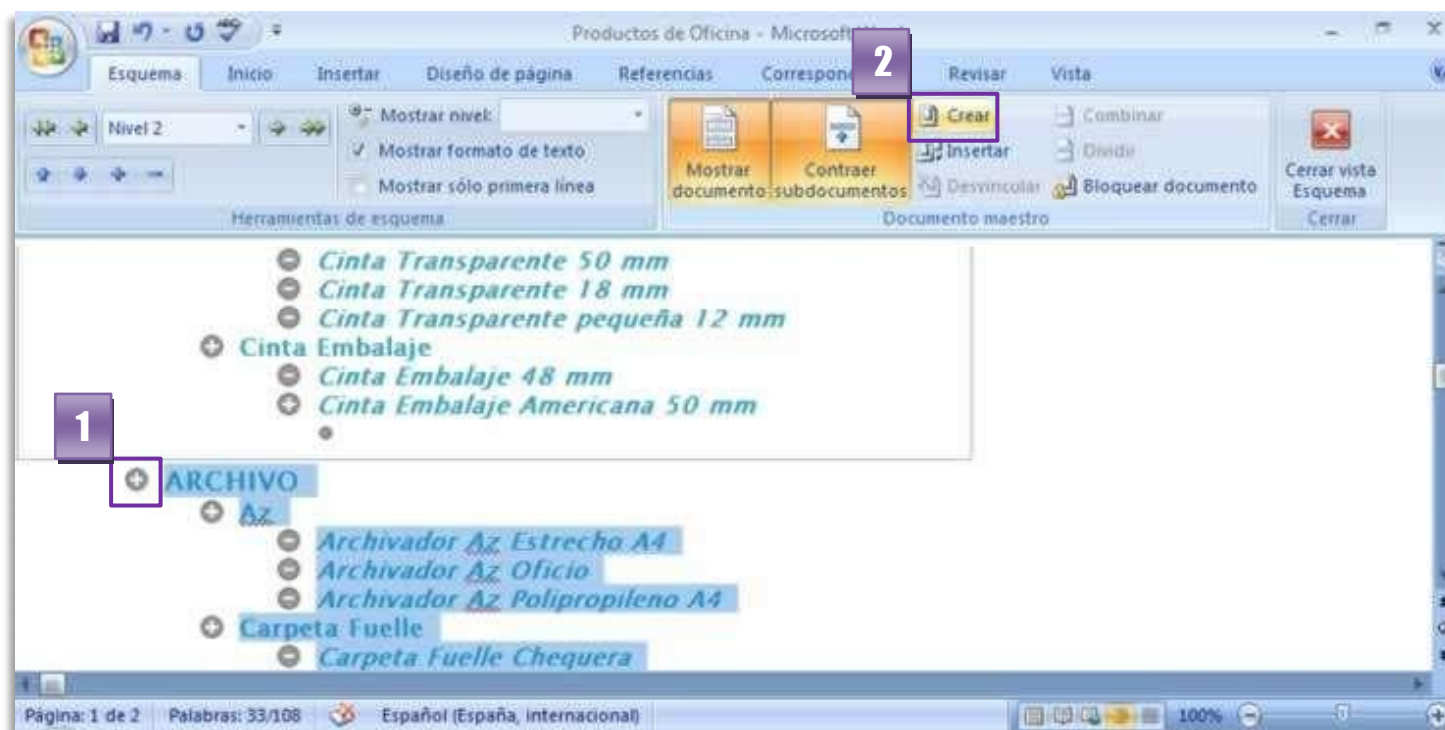 Productos de Oficina - Microsoft
2
Esquema Inicio Insertar Diseño de página Referencias Revisar Vista
Nivel 2
Mostrar nivel:
Mostrar formato de texto
Mostrar sólo primera línea
Herramientas de esquema
Mostrar documento
Contraer subdocumentos
Crear
Insertar
Desvincular
Combinar
Dividir
Bloquear documento
Documento maestro
Cerrar vista Esquema
Cerrar
Cinta Transparente 50 mm
Cinta Transparente 18 mm
Cinta Transparente pequeña 12 mm
Cinta Embalaje
Cinta Embalaje 48 mm
Cinta Embalaje Americana 50 mm
1
ARCHIVO
Az
Archivador Az Estrecho A4
Archivador Az Oficio
Archivador Az Polipropileno A4
Carpeta Fuelle
Carpeta Fuelle Chequera
Página: 1 de 2 Palabras: 33/108 Español (España, internacional) 100%